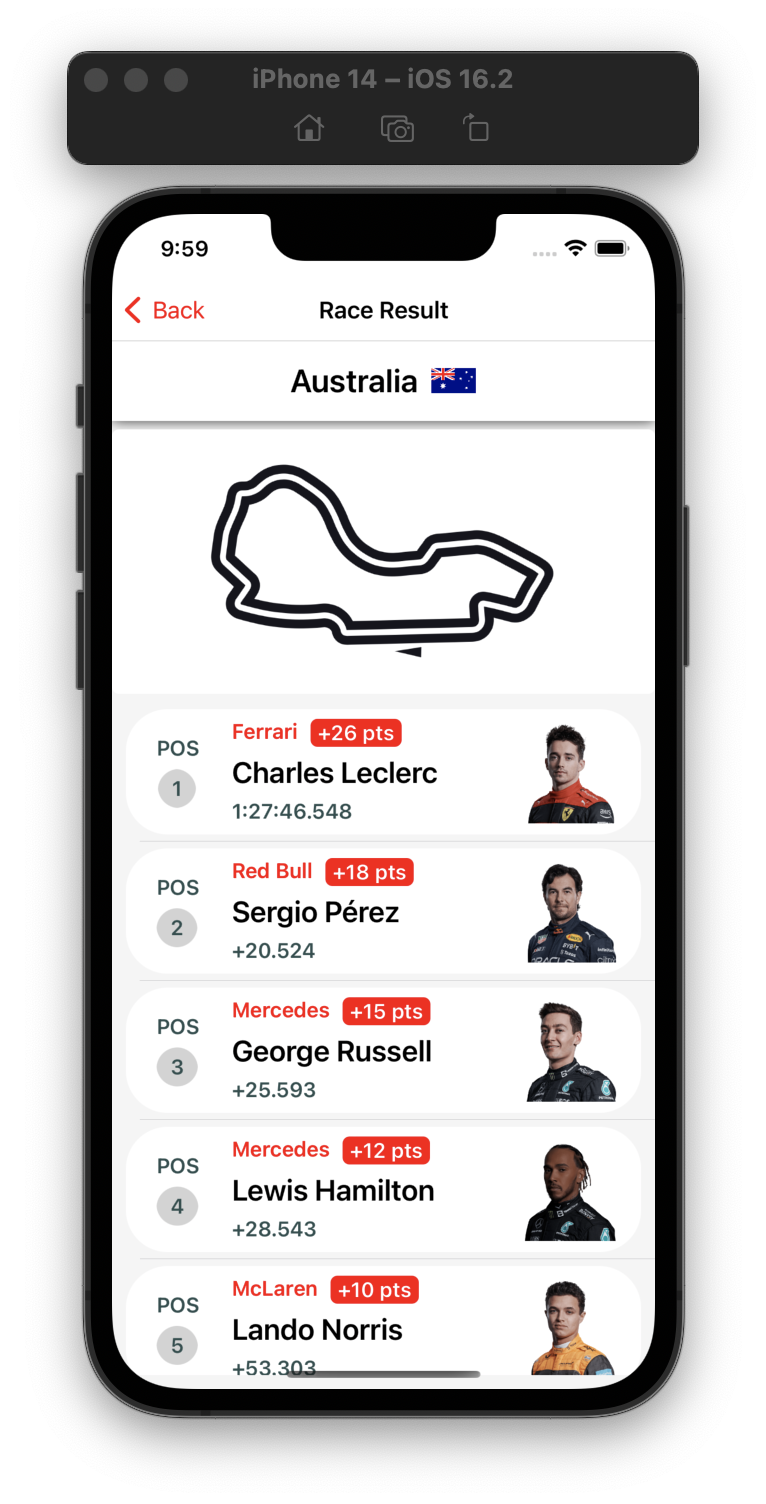 iPhone 14 – iOS 16.2
9:59
Back
Race Result
Australia
POS
1
Ferrari +26 pts
Charles Leclerc
1:27:46.548
POS
2
Red Bull +18 pts
Sergio Pérez
+20.524
POS
3
Mercedes +15 pts
George Russell
+25.593
POS
4
Mercedes +12 pts
Lewis Hamilton
+28.543
POS
5
McLaren +10 pts
Lando Norris
+53.303